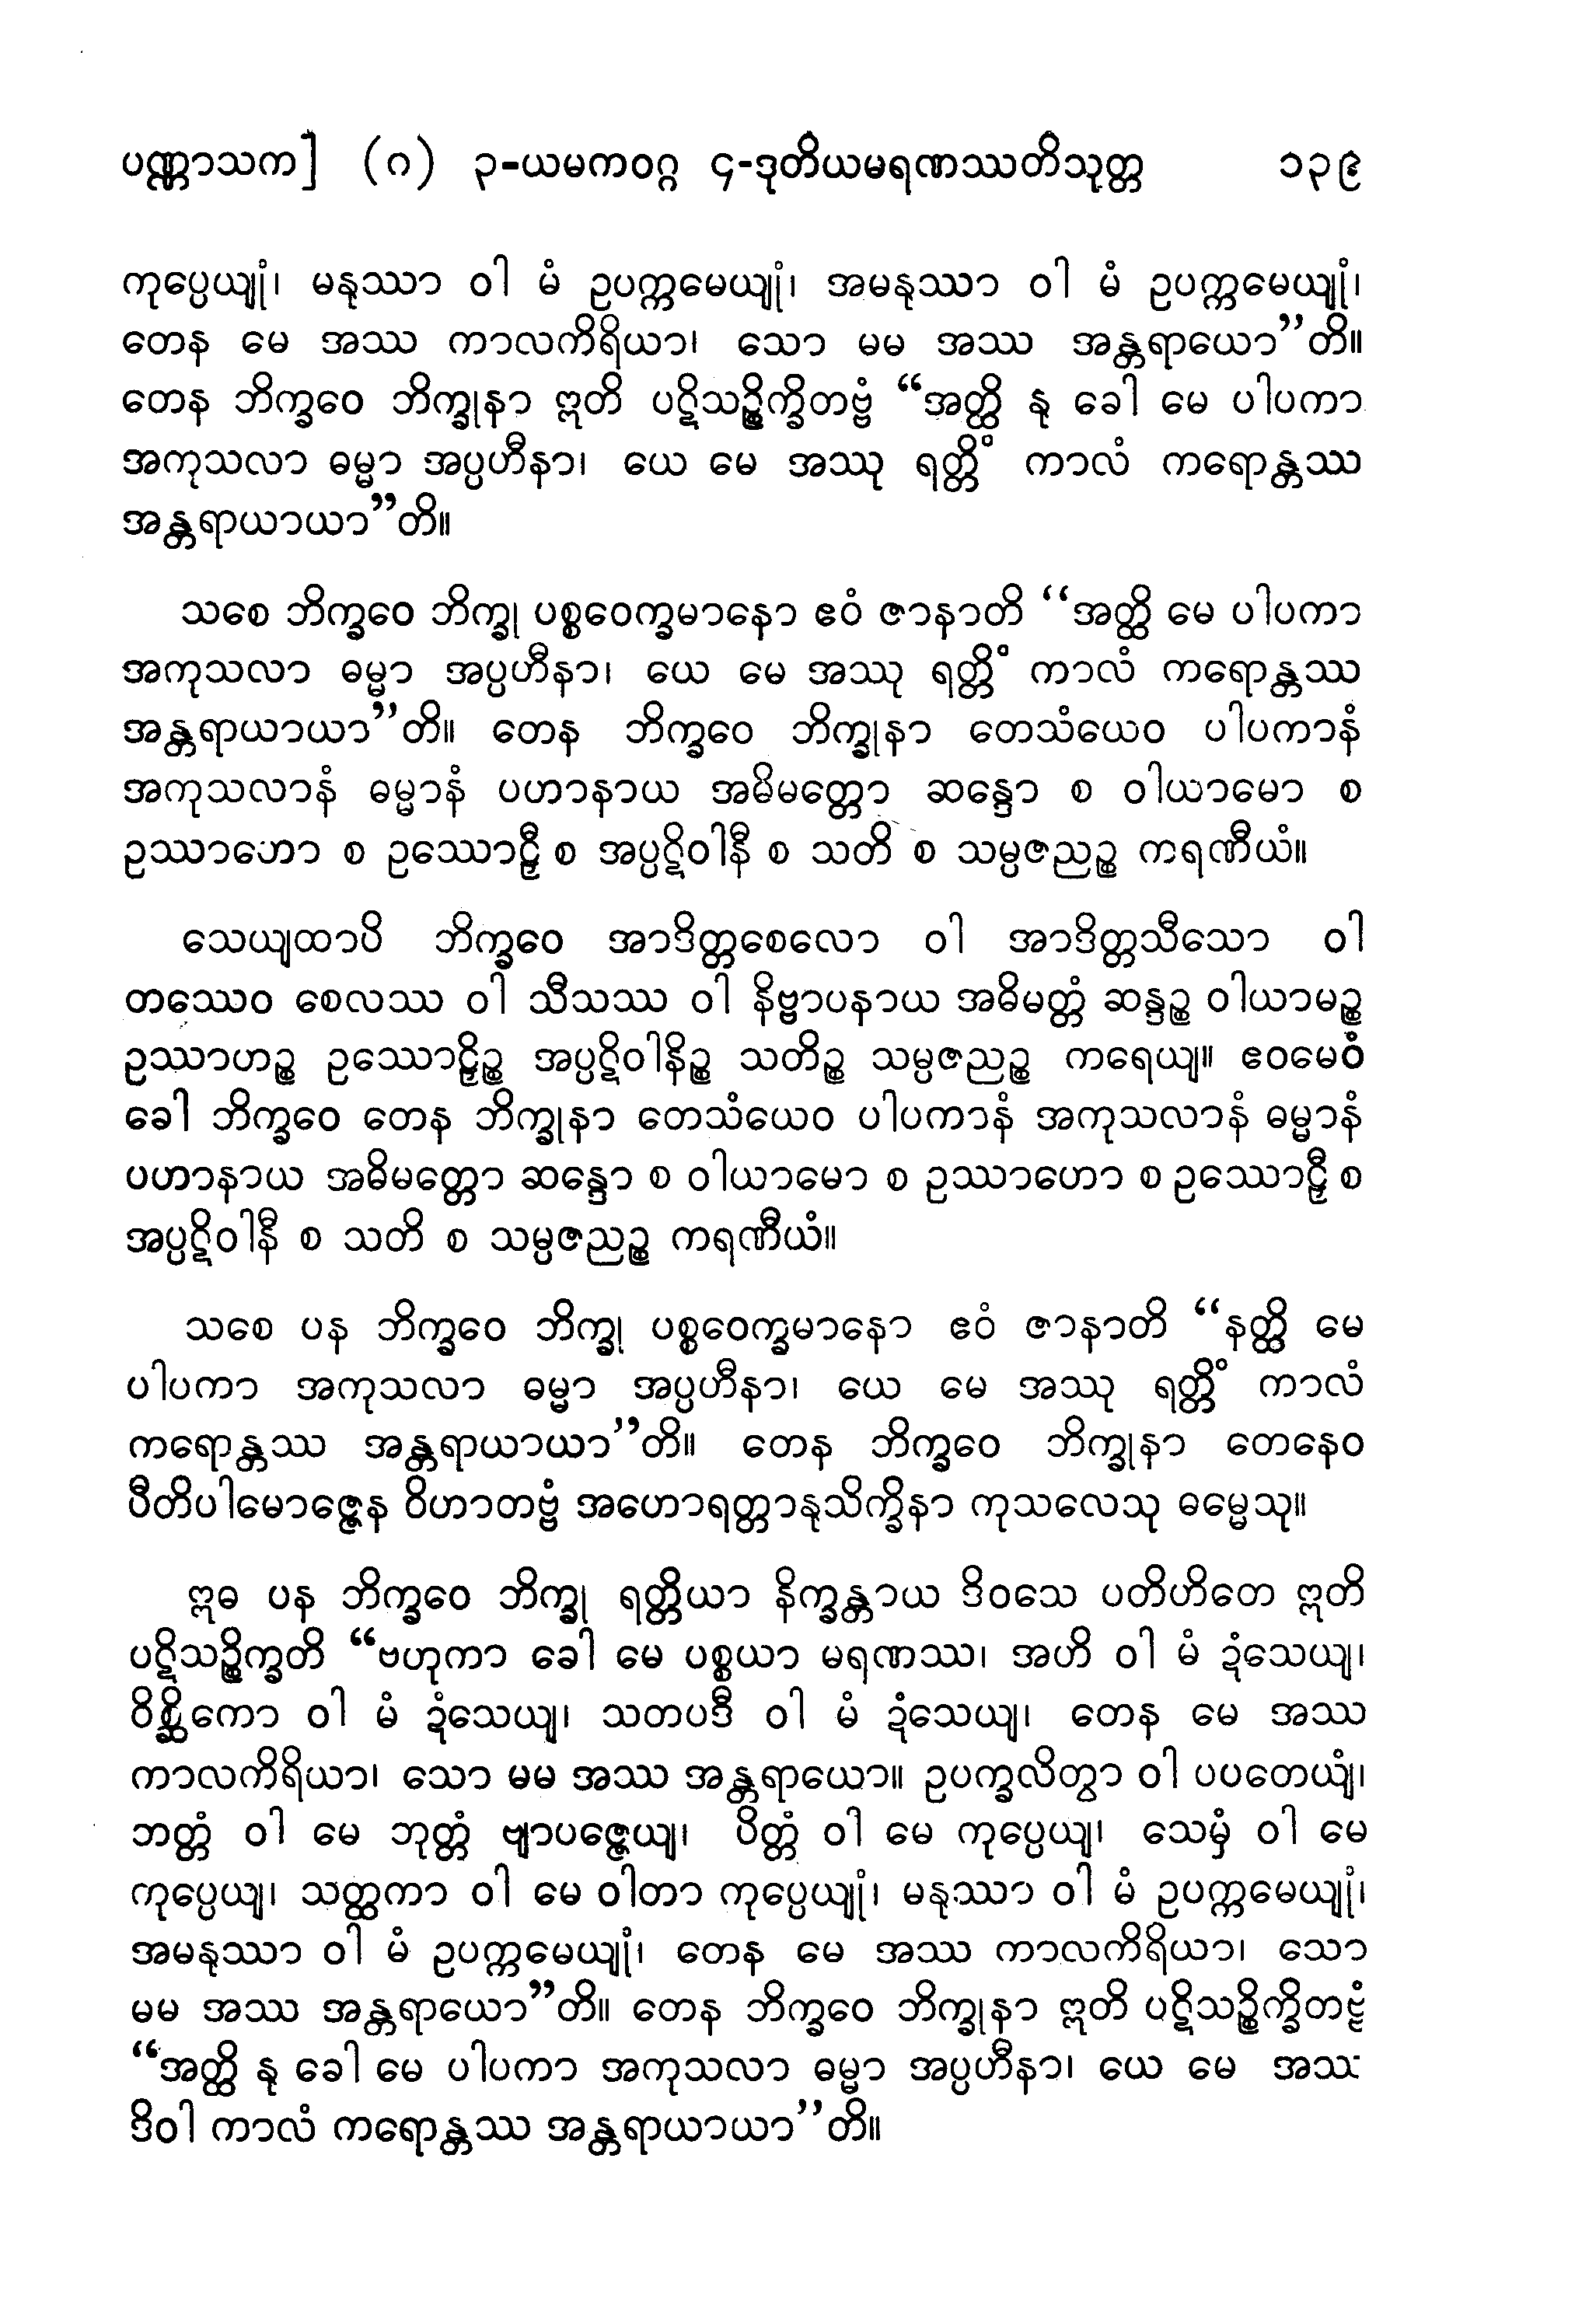 ပဏ္ဏာသက] (ဂ) ၃-ယမကဝဂ္ဂ ၄-ဒုတိယမရဏဿတိသုတ္တ ၁၃၉
ကုပ္ပေယျုံ၊ မနုဿာ ဝါ မံ ဥပက္ကမေယျုံ၊ အမနုဿာ ဝါ မံ ဥပက္ကမေယျုံ၊
တေန မေ အဿ ကာလကိရိယာ၊ သော မမ အဿ အန္တရာယော”တိ။
တေန ဘိက္ခဝေ ဘိက္ခုနာ ဣတိ ပဋိသဉ္စိက္ခိတဗ္ဗံ “အတ္ထိ နု ခေါ မေ ပါပကာ
အကုသလာ ဓမ္မာ အပ္ပဟီနာ၊ ယေ မေ အဿု ရတ္တိံ ကာလံ ကရောန္တဿ
အန္တရာယာယာ”တိ။
သစေ ဘိက္ခဝေ ဘိက္ခု ပစ္စဝေက္ခမာနော ဧဝံ ဇာနာတိ “အတ္ထိ မေ ပါပကာ
အကုသလာ ဓမ္မာ အပ္ပဟီနာ၊ ယေ မေ အဿု ရတ္တိံ ကာလံ ကရောန္တဿ
အန္တရာယာယာ”တိ။ တေန ဘိက္ခဝေ ဘိက္ခုနာ တေသံယေဝ ပါပကာနံ
အကုသလာနံ ဓမ္မာနံ ပဟာနာယ အဓိမတ္တော ဆန္ဒော စ ဝါယာမော စ
ဥဿာဟော စ ဥဿောဠှီ စ အပ္ပဋိဝါနီ စ သတိ စ သမ္ပဇညဉ္စ ကရဏီယံ။
သေယျထာပိ ဘိက္ခဝေ အာဒိတ္တစေလော ဝါ အာဒိတ္တသီသော ဝါ
တဿေဝ စေလဿ ဝါ သီသဿ ဝါ နိဗ္ဗာပနာယ အဓိမတ္တံ ဆန္ဒဉ္စ ဝါယာမဉ္စ
ဥဿာဟဉ္စ ဥဿောဠှိဉ္စ အပ္ပဋိဝါနိဉ္စ သတိဉ္စ သမ္ပဇညဉ္စ ကရေယျ။ ဧဝမေဝံ
ခေါ ဘိက္ခဝေ တေန ဘိက္ခုနာ တေသံယေဝ ပါပကာနံ အကုသလာနံ ဓမ္မာနံ
ပဟာနာယ အဓိမတ္တော ဆန္ဒော စ ဝါယာမော စ ဥဿာဟော စ ဥဿောဠှီ စ
အပ္ပဋိဝါနီ စ သတိ စ သမ္ပဇညဉ္စ ကရဏီယံ။
သစေ ပန ဘိက္ခဝေ ဘိက္ခု ပစ္စဝေက္ခမာနော ဧဝံ ဇာနာတိ “နတ္ထိ မေ
ပါပကာ အကုသလာ ဓမ္မာ အပ္ပဟီနာ၊ ယေ မေ အဿု ရတ္တိံ ကာလံ
ကရောန္တဿ အန္တရာယာယာ”တိ။ တေန ဘိက္ခဝေ ဘိက္ခုနာ တေနေဝ
ပီတိပါမောဇ္ဇေန ဝိဟာတဗ္ဗံ အဟောရတ္တာနုသိက္ခိနာ ကုသလေသု ဓမ္မေသု။
ဣဓ ပန ဘိက္ခဝေ ဘိက္ခု ရတ္တိယာ နိက္ခန္တာယ ဒိဝသေ ပတိဟိတေ ဣတိ
ပဋိသဉ္စိက္ခတိ “ဗဟုကာ ခေါ မေ ပစ္စယာ မရဏဿ၊ အဟိ ဝါ မံ ဍံသေယျ၊
ဝိစ္ဆိကော ဝါ မံ ဍံသေယျ၊ သတပဒီ ဝါ မံ ဍံသေယျ၊ တေန မေ အဿ
ကာလကိရိယာ၊ သော မမ အဿ အန္တရာယော။ ဥပက္ခလိတွာ ဝါ ပပတေယျံ၊
ဘတ္တံ ဝါ မေ ဘုတ္တံ ဗျာပဇ္ဇေယျ၊ ပိတ္တံ ဝါ မေ ကုပ္ပေယျ၊ သေမှံ ဝါ မေ
ကုပ္ပေယျ၊ သတ္ထကာ ဝါ မေ ဝါတာ ကုပ္ပေယျုံ၊ မနုဿာ ဝါ မံ ဥပက္ကမေယျုံ၊
အမနုဿာ ဝါ မံ ဥပက္ကမေယျုံ၊ တေန မေ အဿ ကာလကိရိယာ၊ သော
မမ အဿ အန္တရာယော”တိ။ တေန ဘိက္ခဝေ ဘိက္ခုနာ ဣတိ ပဋိသဉ္စိက္ခိတဗ္ဗံ
“အတ္ထိ နု ခေါ မေ ပါပကာ အကုသလာ ဓမ္မာ အပ္ပဟီနာ၊ ယေ မေ အဿ
ဒိဝါ ကာလံ ကရောန္တဿ အန္တရာယာယာ”တိ။